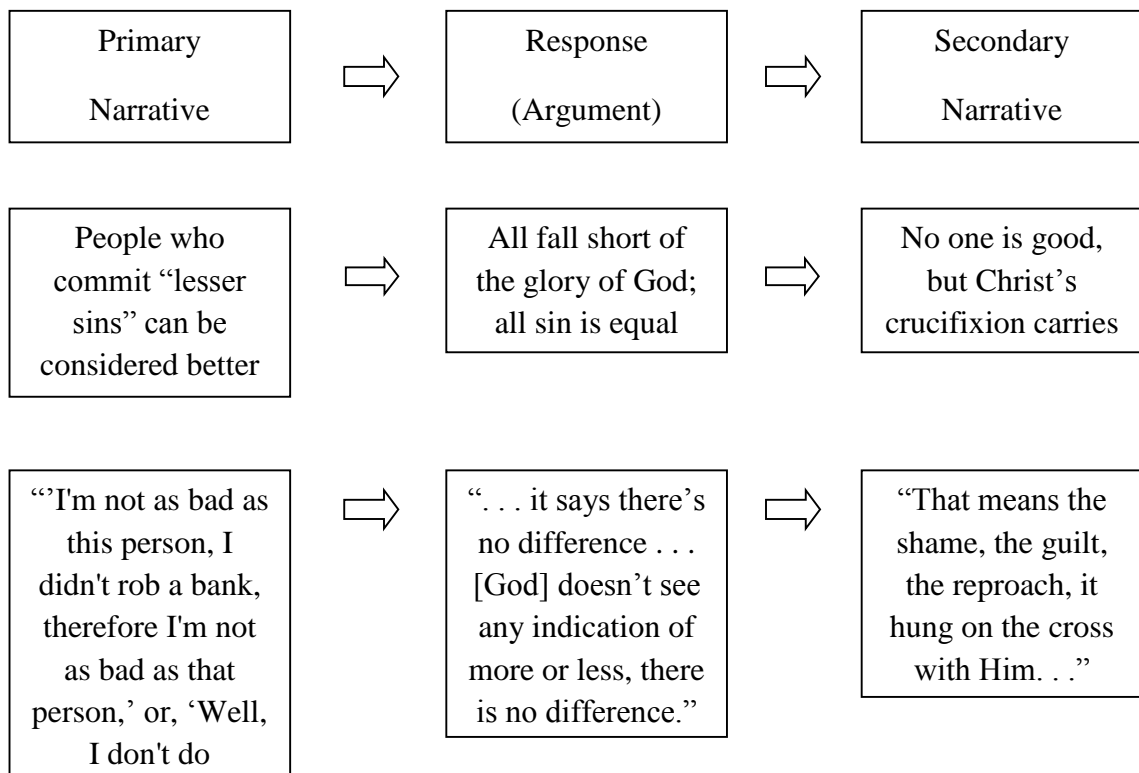 Primary
Narrative
Response
(Argument)
Secondary
Narrative
People who
commit “lesser
sins” can be
considered better
All fall short of
the glory of God;
all sin is equal
No one is good,
but Christ’s
crucifixion carries
“’I'm not as bad as
this person, I
didn't rob a bank,
therefore I'm not
as bad as that
person,’ or, ‘Well,
I don't do
“. . . it says there’s
no difference . . .
[God] doesn’t see
any indication of
more or less, there
is no difference.”
“That means the
shame, the guilt,
the reproach, it
hung on the cross
with Him. . .”